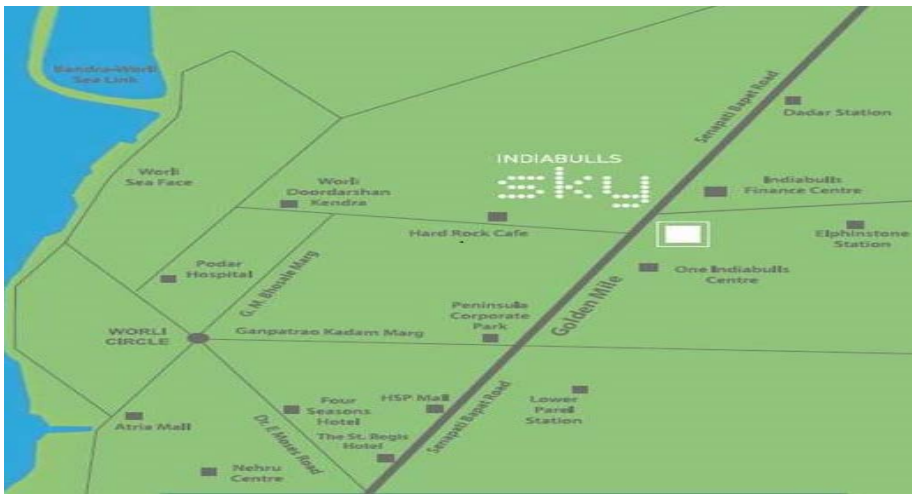 Bandra-Worli
Sea Link
Senapati Bapat Road
Dadar Station
INDIABULLS
sky
Worli
Sea Face
Worli
Doordarshan
Kendra
Indiabulls
Finance Centre
Hard Rock Cafe
Elphinstone
Station
Podar
Hospital
G.M. Bhosale Marg
One Indiabulls
Centre
Golden Mile
Peninsula
Corporate
Park
WORLI
CIRCLE
Ganpatrao Kadam Marg
Four
Seasons
Hotel
HSP Mall
Senapati Bapat Road
Lower
Parel
Station
Atria Mall
Dr. E Moses Road
The St. Regis
Hotel
Nehru
Centre